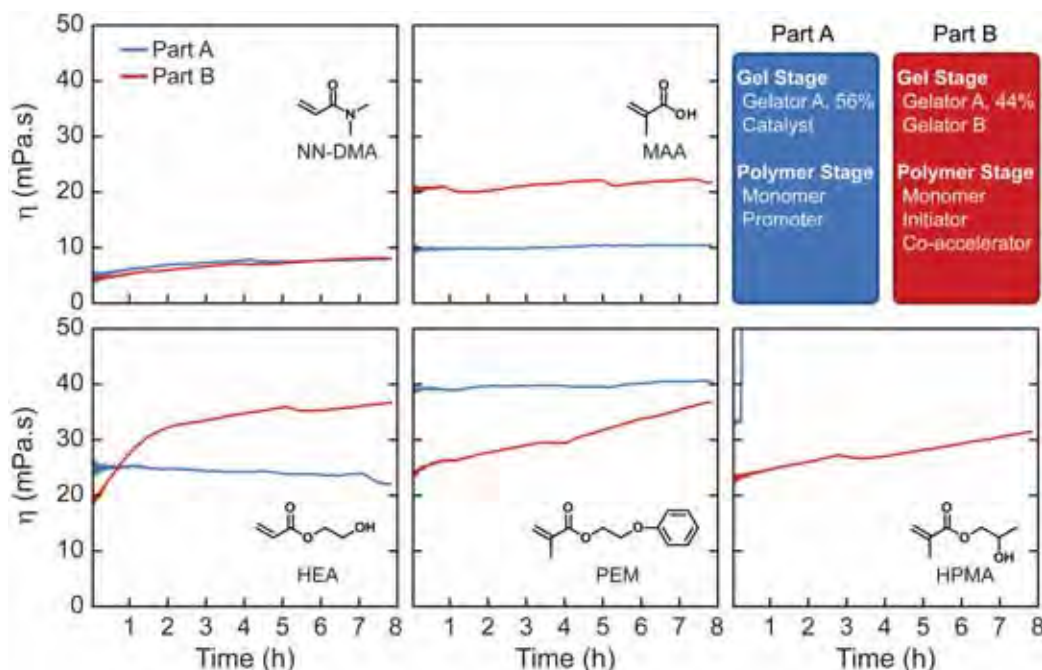 50
40
30
20
10
0
η (mPa.s)
Part A
Part B
O
N
NN-DMA
O
OH
MAA
Part A
Gel Stage
Gelator A, 56%
Catalyst
Polymer Stage
Monomer
Promoter
Part B
Gel Stage
Gelator A, 44%
Gelator B
Polymer Stage
Monomer
Initiator
Co-accelerator
50
40
30
20
10
0
η (mPa.s)
O
O
OH
HEA
1 2 3 4 5 6 7 8
Time (h)
O
O
O
PEM
1 2 3 4 5 6 7 8
Time (h)
O
O
OH
HPMA
1 2 3 4 5 6 7 8
Time (h)